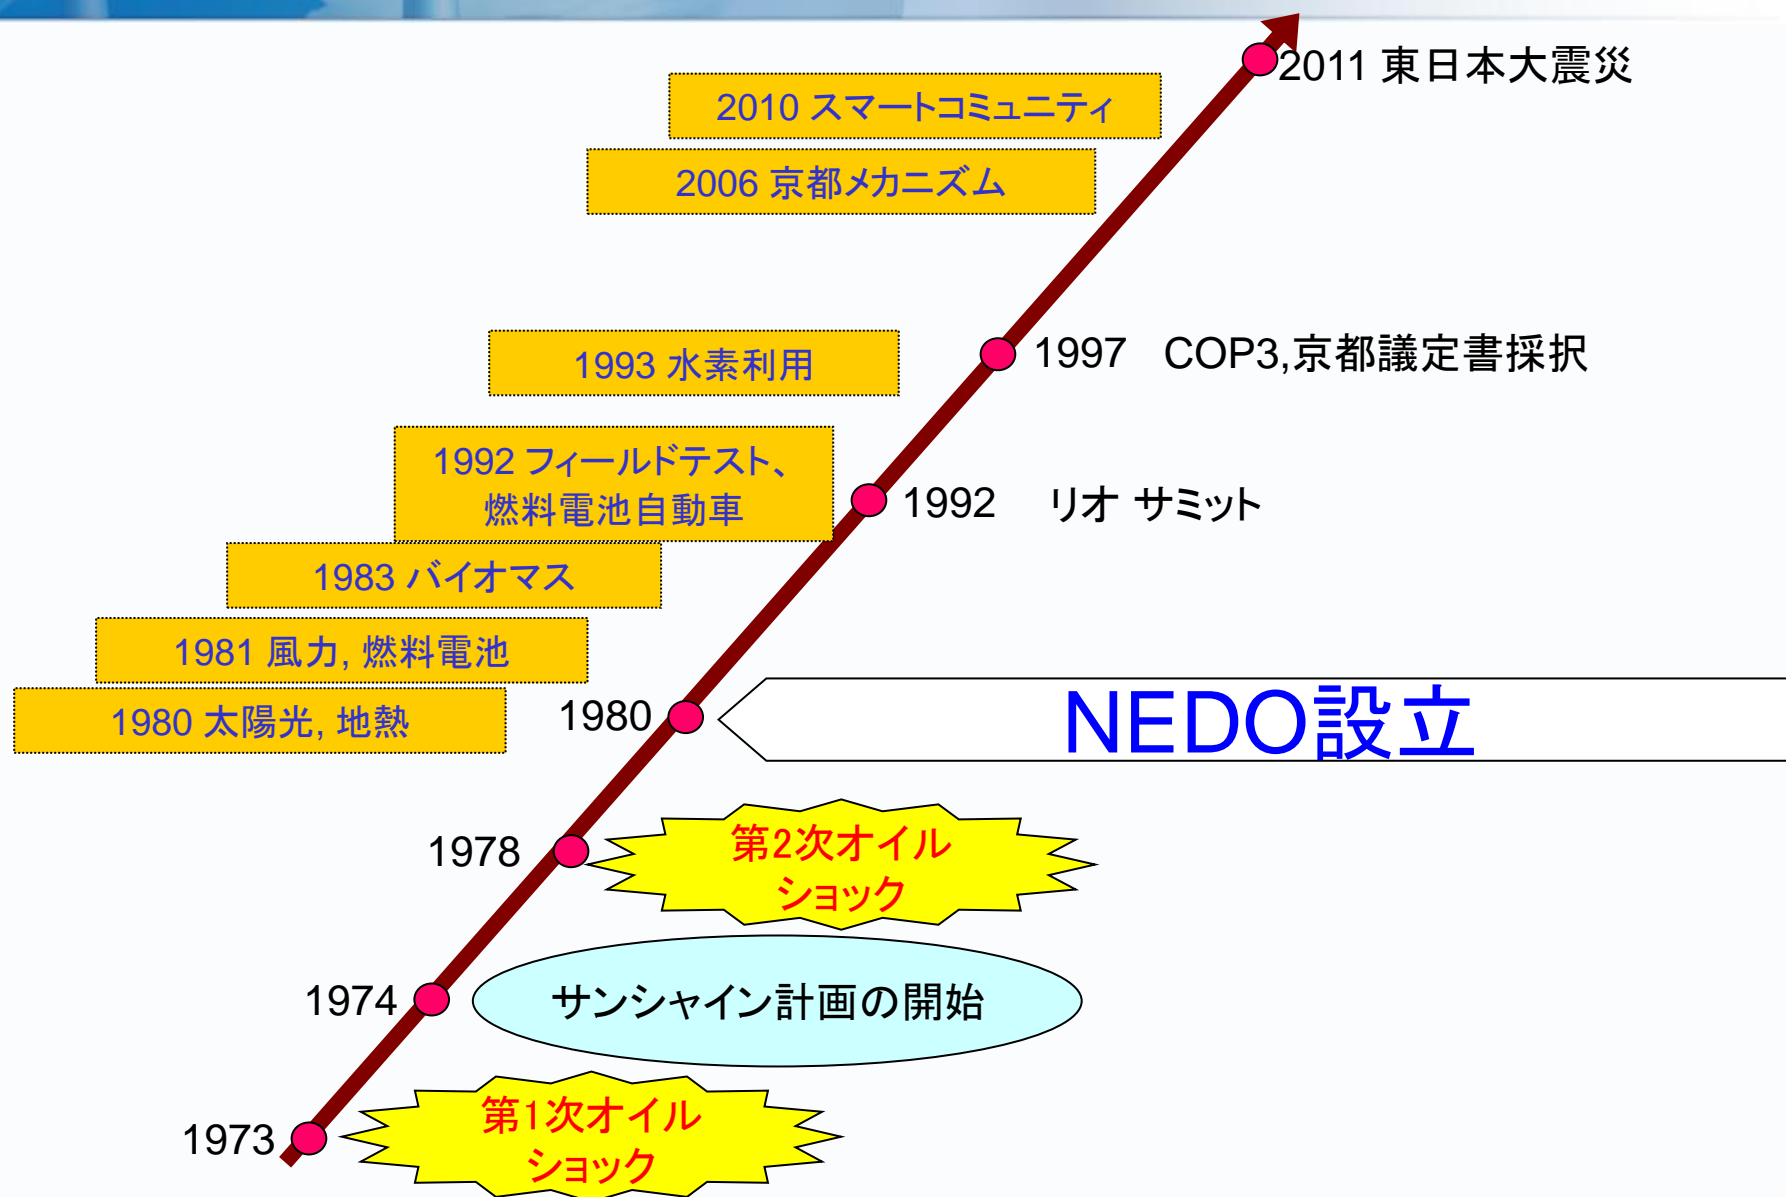 2011 東日本大震災
2010 スマートコミュニティ
2006 京都メカニズム
1993 水素利用
1997 COP3,京都議定書採択
1992 フィールドテスト、
燃料電池自動車
1992 リオ サミット
1983 バイオマス
1981 風力, 燃料電池
1980 太陽光, 地熱
1980
NEDO設立
1978
第2次オイル
ショック
1974
サンシャイン計画の開始
1973
第1次オイル
ショック